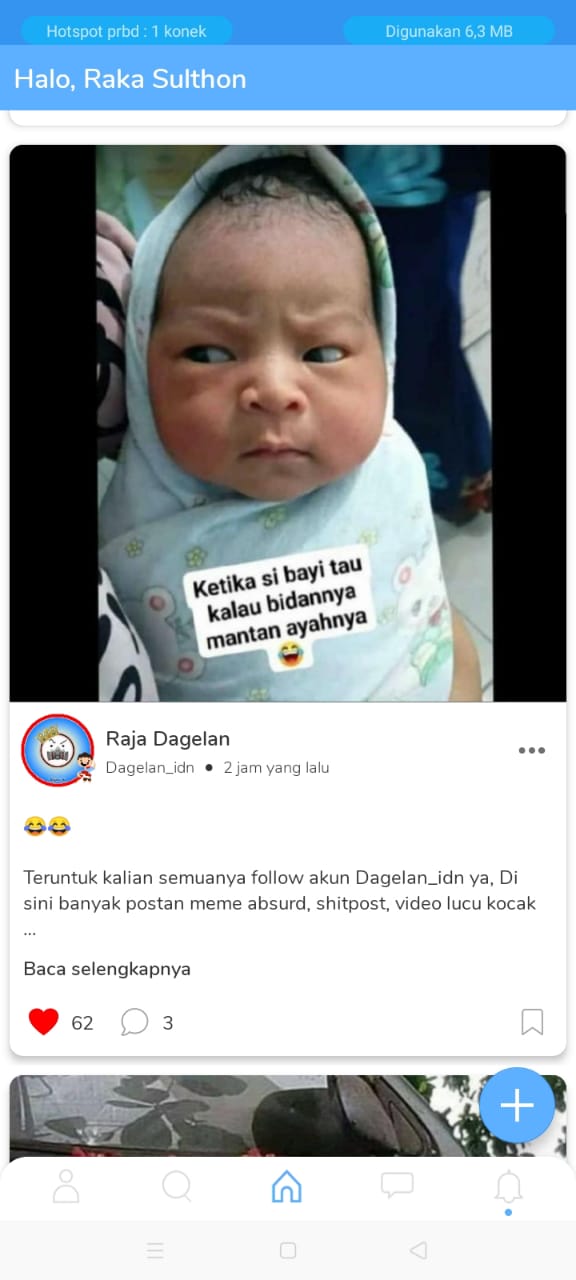 Hotspot prbd : 1 konek
Digunakan 6,3 MB
Halo, Raka Sulthon
Ketika si bayi tau
kalau bidannya
mantan ayahnya
😂
Raja Dagelan
Dagelan_idn ● 2 jam yang lalu
😂😂
Teruntuk kalian semuanya follow akun Dagelan_idn ya, Di
sini banyak postan meme absurd, shitpost, video lucu kocak
...
Baca selengkapnya
62
3